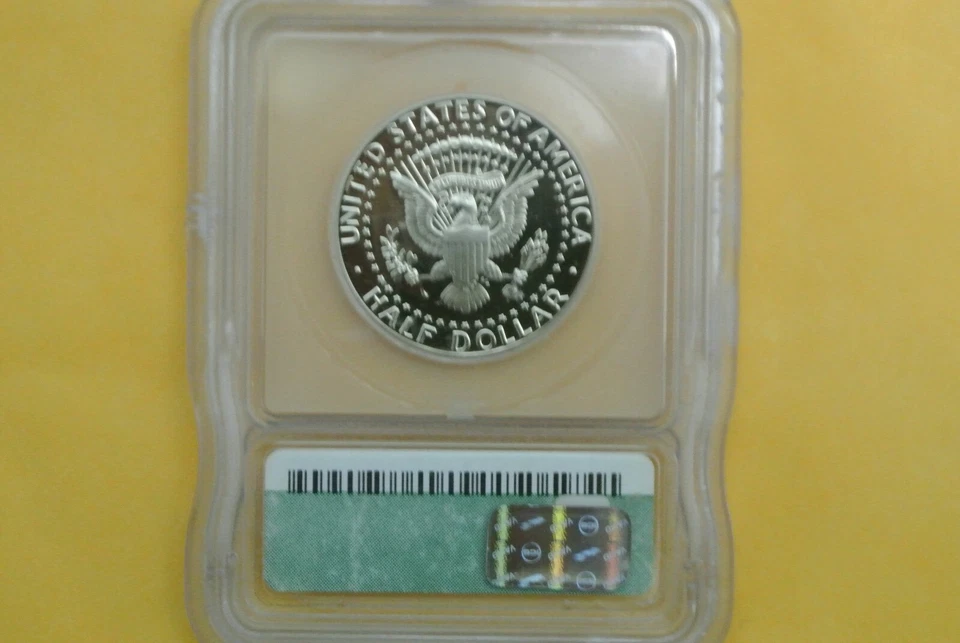 UNITED STATES OF AMERICA
HALF DOLLAR